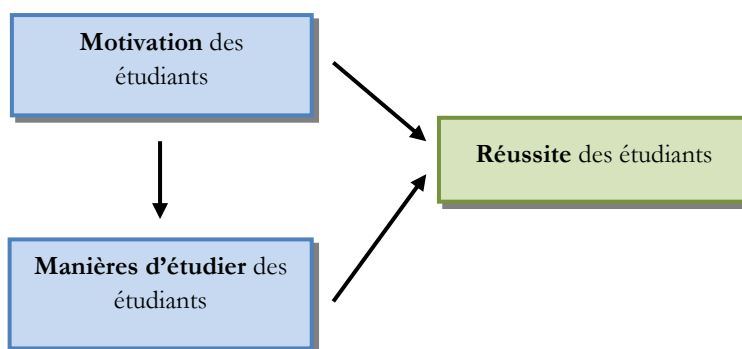 Motivation des
étudiants
Réussite des étudiants
Manières d'étudier des
étudiants